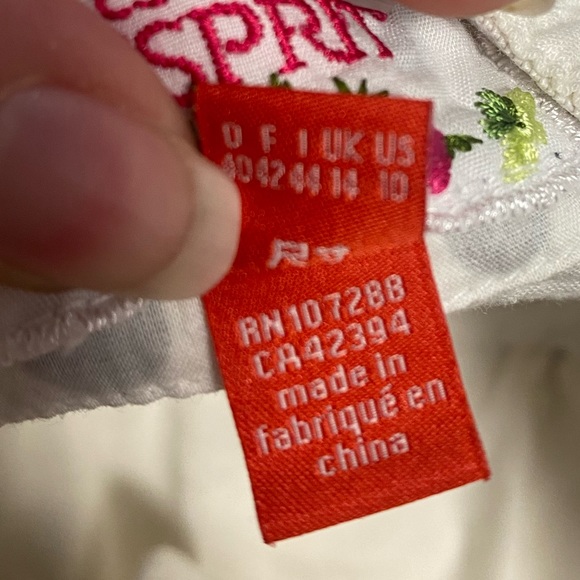 SPRIT
D F I UK US
40 42 44 14 10
RN107288
CA42394
made in
fabriqué en
china